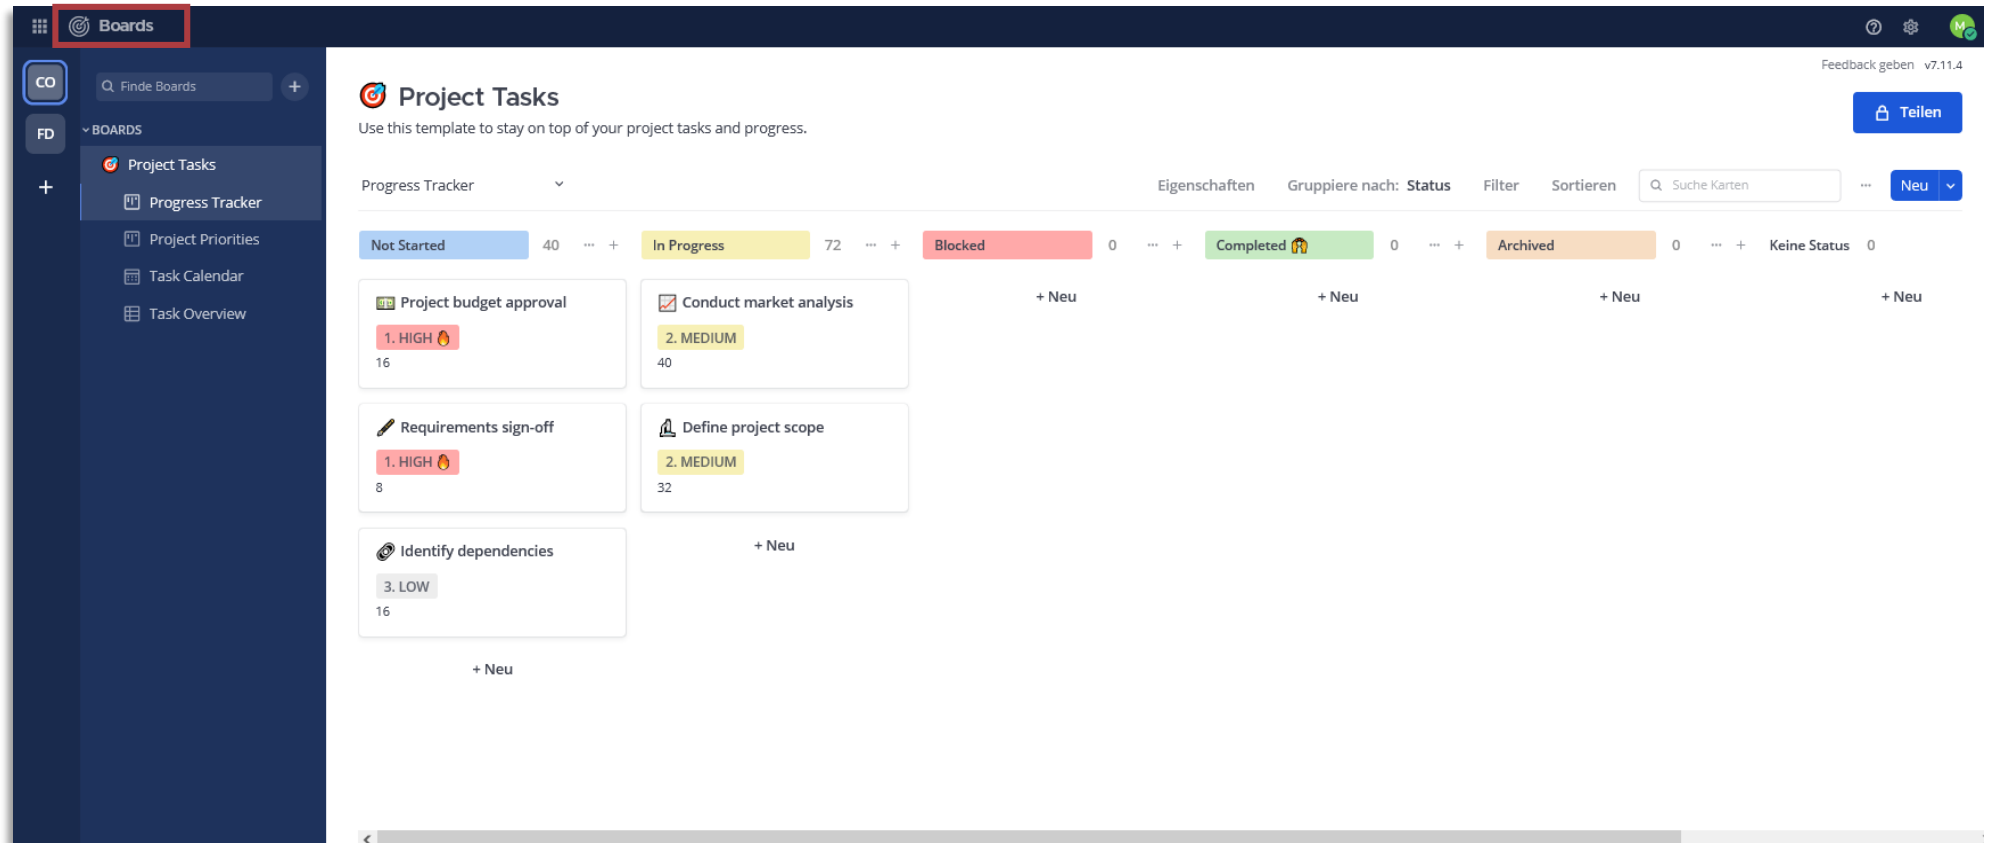 Boards
M
CO
FD
Finde Boards
BOARDS
Project Tasks
Progress Tracker
Project Priorities
Task Calendar
Task Overview
Feedback geben v7.11.4
Project Tasks
Teilen
Use this template to stay on top of your project tasks and progress.
Progress Tracker
Eigenschaften Gruppiere nach: Status Filter Sortieren Suche Karten ... Neu
Not Started 40 ... + In Progress 72 ... + Blocked 0 ... + Completed 0 ... + Archived 0 ... + Keine Status 0
Project budget approval
1. HIGH
16
Requirements sign-off
1. HIGH
8
Identify dependencies
3. LOW
16
+ Neu
Conduct market analysis
2. MEDIUM
40
Define project scope
2. MEDIUM
32
+ Neu
+ Neu
+ Neu
+ Neu
+ Neu